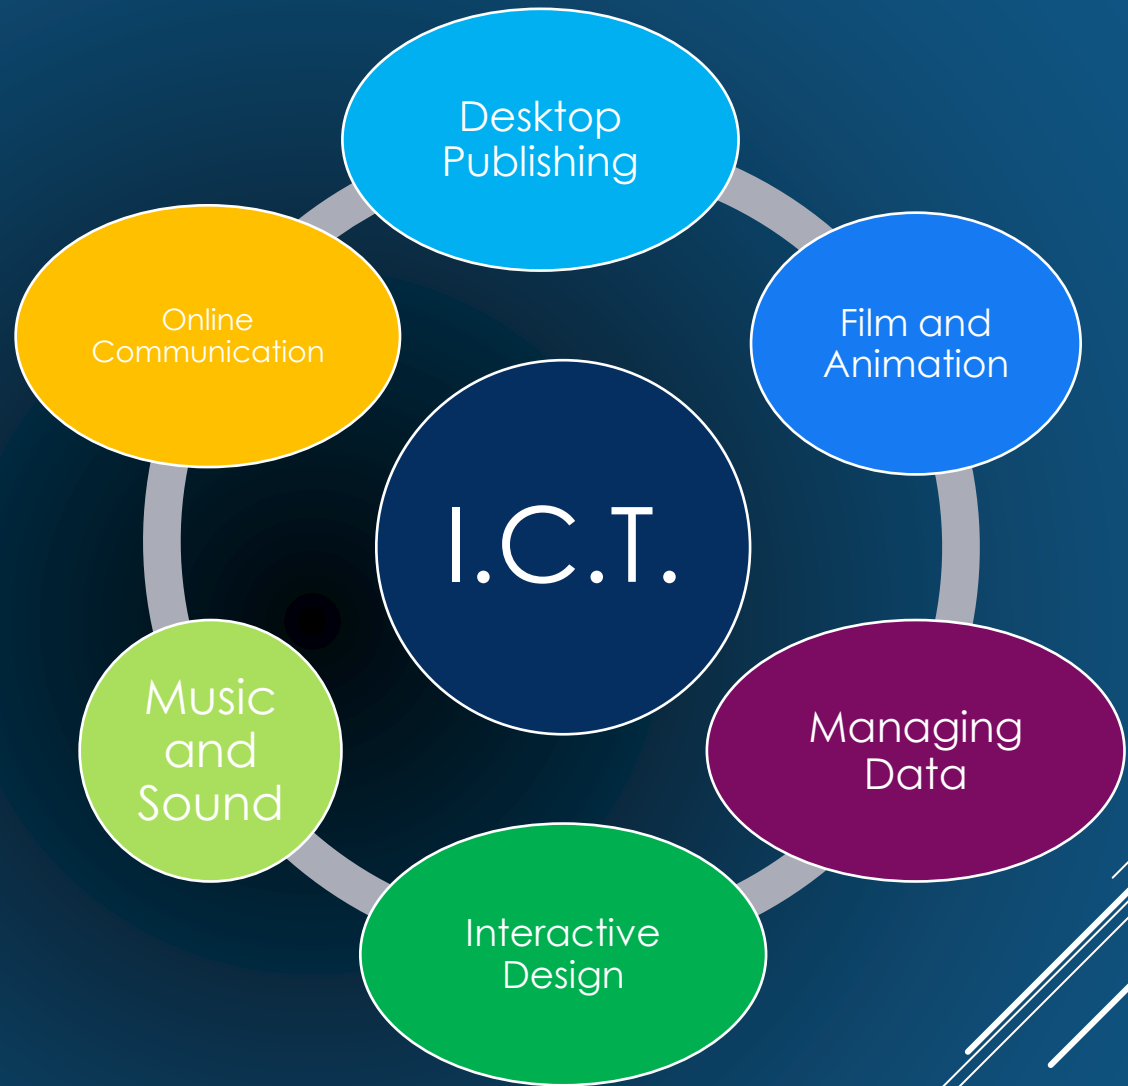 Desktop
Publishing
Film and
Animation
Online
Communication
I.C.T.
Music
and
Sound
Managing
Data
Interactive
Design